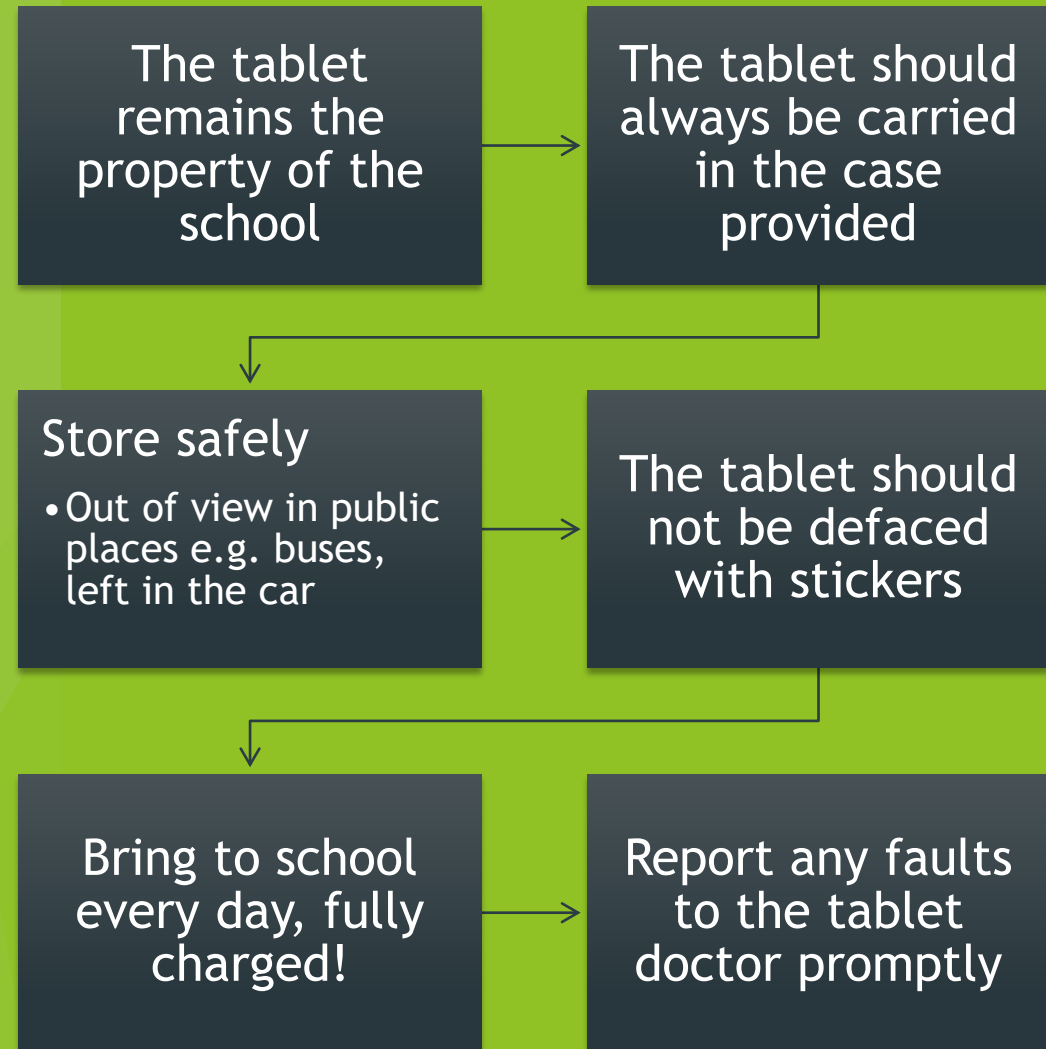 The tablet
remains the
property of the
school
The tablet should
always be carried
in the case
provided
Store safely
•Out of view in public
places e.g. buses,
left in the car
The tablet should
not be defaced
with stickers
Bring to school
every day, fully
charged!
Report any faults
to the tablet
doctor promptly